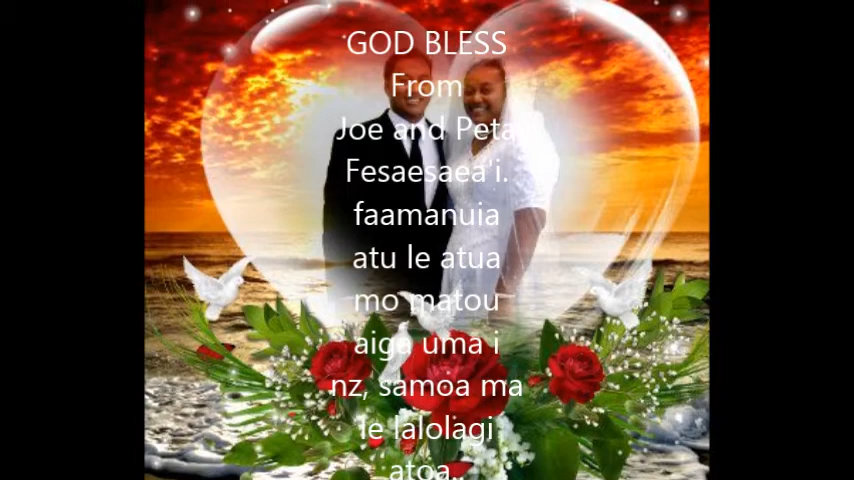 GOD BLESS
From
Joe and Peta
Fesaesaea'i.
faamanuia
atu le atua
mo matou
aiga uma i
nz, samoa ma
le lalolagi
atoa..